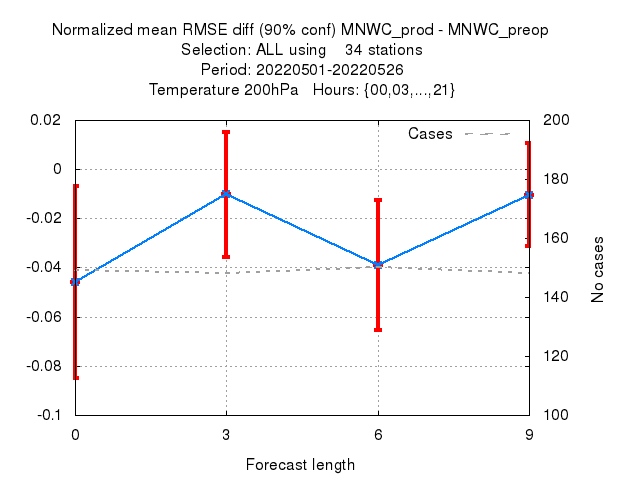 Normalized mean RMSE diff (90% conf) MNWC_prod - MNWC_preop
Selection: ALL using    34 stations
Period: 20220501-20220526
Temperature 200hPa   Hours: {00,03,...,21}
Cases
0.02
0
-0.02
-0.04
-0.06
-0.08
-0.1
200
180
160
140
120
100
No cases
0
3
6
9
Forecast length